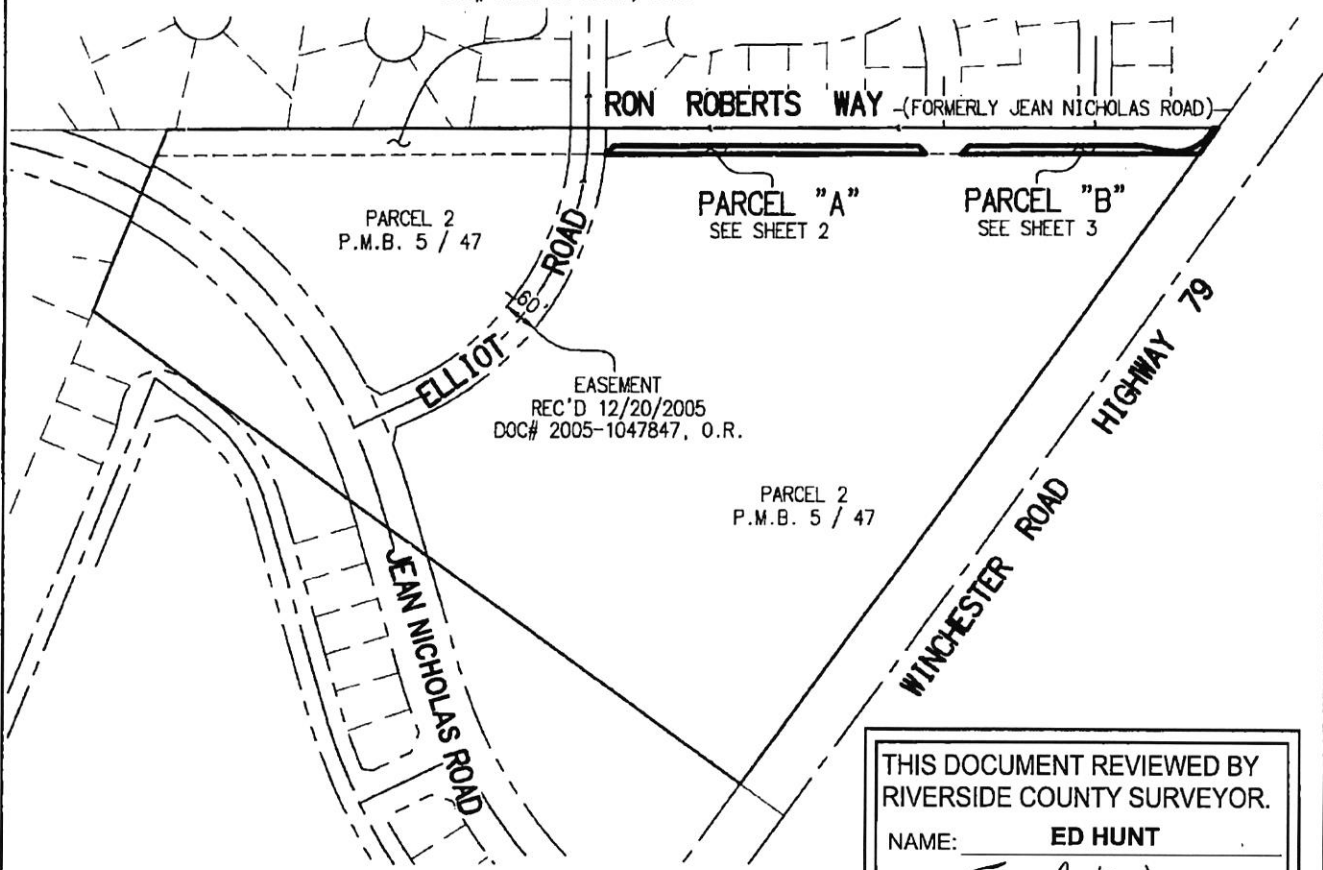 RON ROBERTS WAY (FORMERLY JEAN NICHOLAS ROAD)
PARCEL "A"
SEE SHEET 2
PARCEL "B"
SEE SHEET 3
PARCEL 2
P.M.B. 5 / 47
ELLIOT ROAD
60'
EASEMENT
REC'D 12/20/2005
DOC# 2005-1047847, O.R.
PARCEL 2
P.M.B. 5 / 47
WINCHESTER ROAD HIGHWAY 79
JEAN NICHOLAS ROAD
THIS DOCUMENT REVIEWED BY
RIVERSIDE COUNTY SURVEYOR.
NAME: ED HUNT